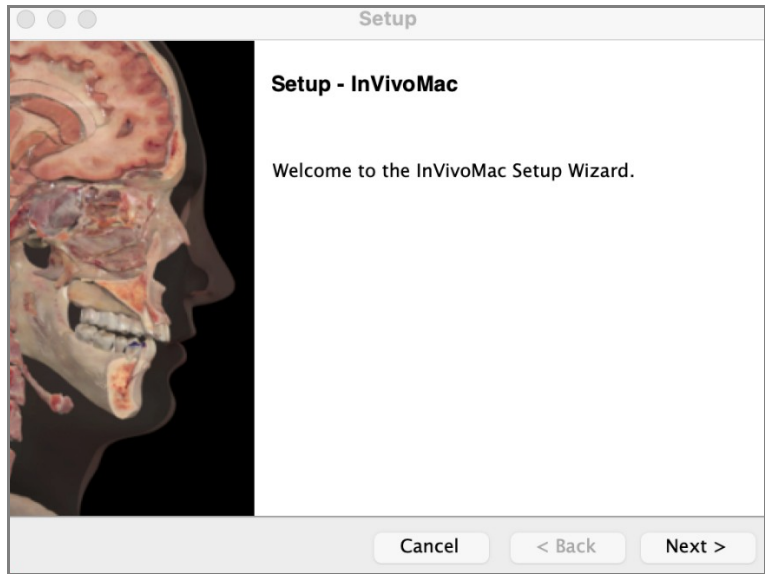 Setup
Setup - InVivoMac
Welcome to the InVivoMac Setup Wizard.
Cancel
< Back
Next >